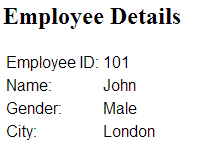 Employee Details
Employee ID: 101
Name: John
Gender: Male
City: London